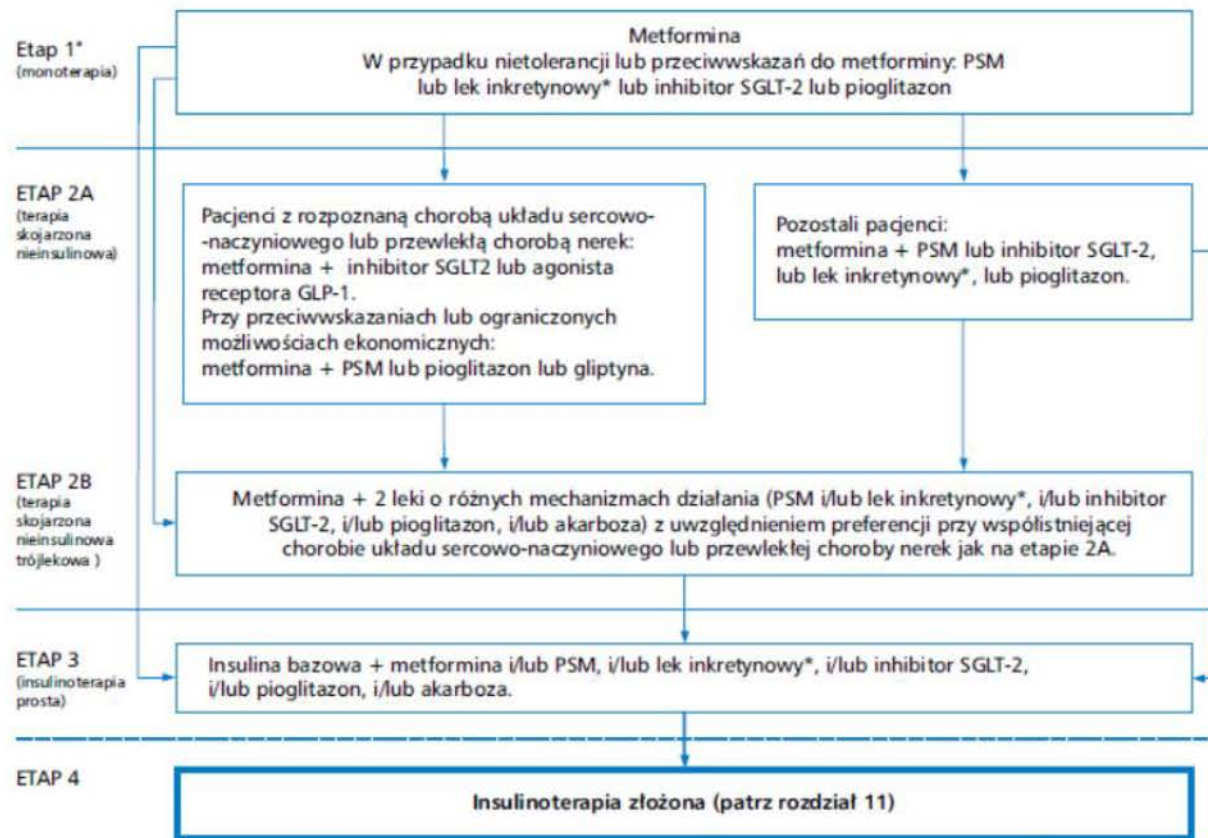 Etap 1*
(monoterapia)
Metformina
W przypadku nietolerancji lub przeciwwskazań do metforminy: PSM
lub lek inkretynowy* lub inhibitor SGLT-2 lub pioglitazon
ETAP 2A
(terapia
skojarzona
nieinsulinowa)
Pacjenci z rozpoznaną chorobą układu sercowo-
-naczyniowego lub przewlekłą chorobą nerek:
metformina + inhibitor SGLT2 lub agonista
receptora GLP-1.
Przy przeciwwskazaniach lub ograniczonych
możliwościach ekonomicznych:
metformina + PSM lub pioglitazon lub gliptyna.
Pozostali pacjenci:
metformina + PSM lub inhibitor SGLT-2,
lub lek inkretynowy*, lub pioglitazon.
ETAP 2B
(terapia
skojarzona
nieinsulinowa
trójlekowa )
Metformina + 2 leki o różnych mechanizmach działania (PSM i/lub lek inkretynowy*, i/lub inhibitor
SGLT-2, i/lub pioglitazon, i/lub akarboza) z uwzględnieniem preferencji przy współistniejącej
chorobie układu sercowo-naczyniowego lub przewlekłej choroby nerek jak na etapie 2A.
ETAP 3
(insulinoterapia
prosta)
Insulina bazowa + metformina i/lub PSM, i/lub lek inkretynowy*, i/lub inhibitor SGLT-2,
i/lub pioglitazon, i/lub akarboza.
ETAP 4
Insulinoterapia złożona (patrz rozdział 11)